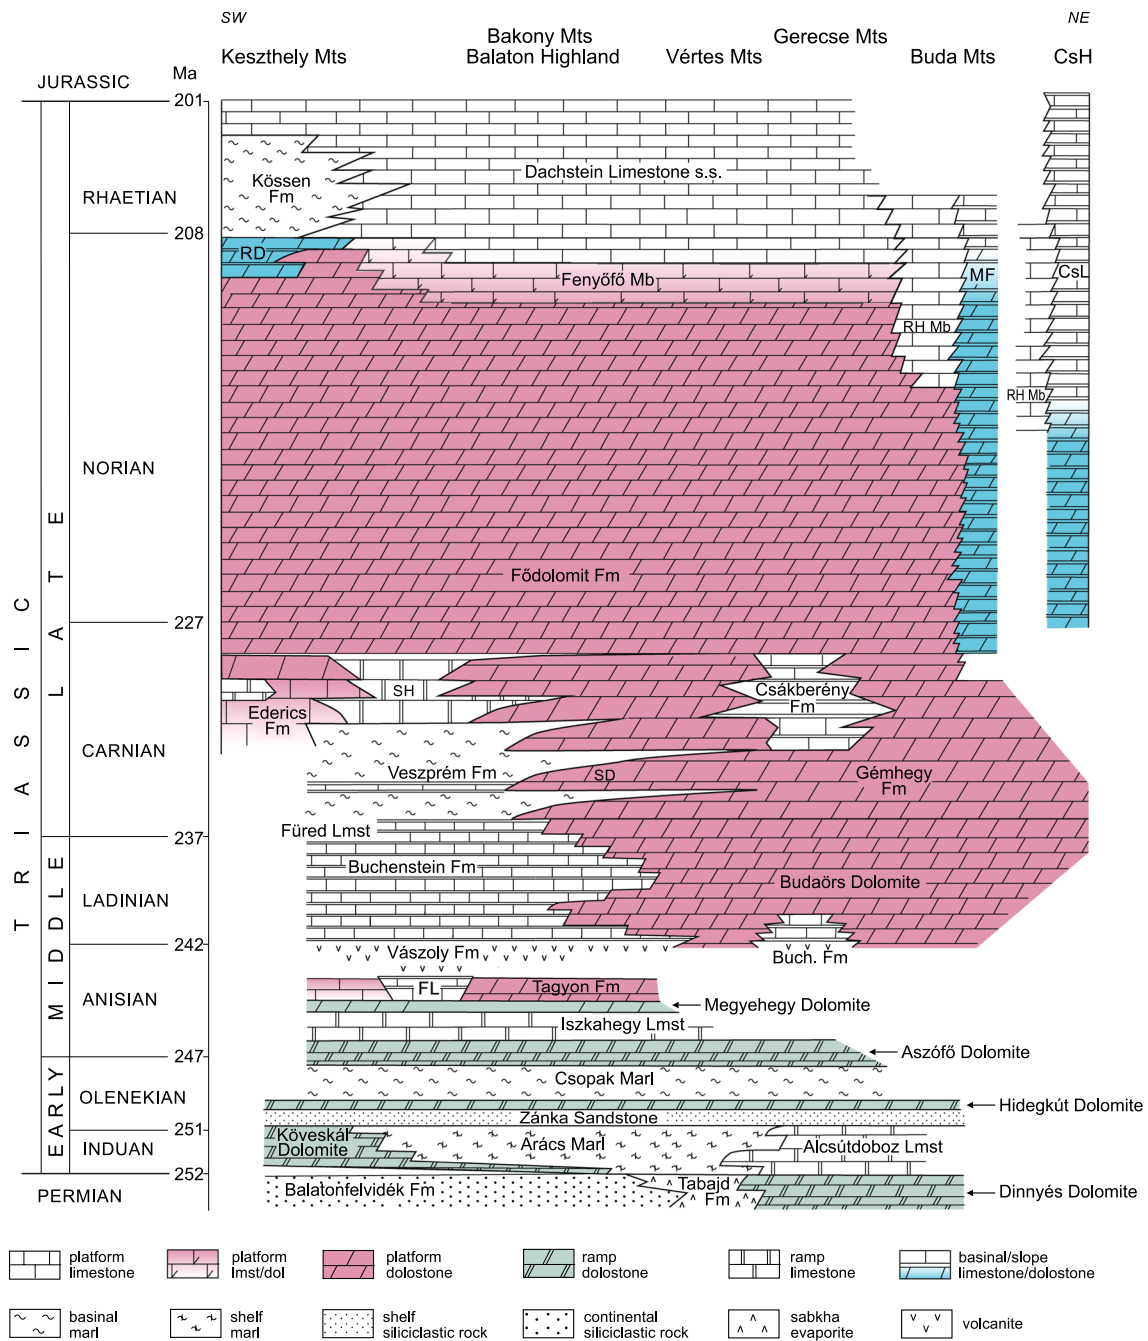 SW
NE
Keszthely Mts
Bakony Mts
Balaton Highland
Vértes Mts
Gerecse Mts
Buda Mts
CsH
JURASSIC
Ma
201
RHAETIAN
208
NORIAN
227
CARNIAN
237
LADINIAN
242
ANISIAN
247
OLENEKIAN
251
INDUAN
252
PERMIAN
TRIASSIC
LATE
MIDDLE
EARLY
Kössen
Fm
Dachstein Limestone s.s.
RD
Fenyőfő Mb
MF
CsL
RH Mb
RH Mb
Fődolomit Fm
SH
Ederics
Fm
Csákberény
Fm
Veszprém Fm
SD
Gémhegy
Fm
Füred Lmst
Buchenstein Fm
Budaörs Dolomite
Vászoly Fm
Buch. Fm
FL
Tagyon Fm
Megyehegy Dolomite
Iszkahegy Lmst
Aszófő Dolomite
Csopak Marl
Hidegkút Dolomite
Zánka Sandstone
Köveskál
Dolomite
Arács Marl
Alcsútdoboz Lmst
Balatonfelvidék Fm
Tabajd
Fm
Dinnyés Dolomite
platform
limestone
platform
lmst/dol
platform
dolostone
ramp
dolostone
ramp
limestone
basinal/slope
limestone/dolostone
basinal
marl
shelf
marl
shelf
siliciclastic rock
continental
siliciclastic rock
sabkha
evaporite
volcanite